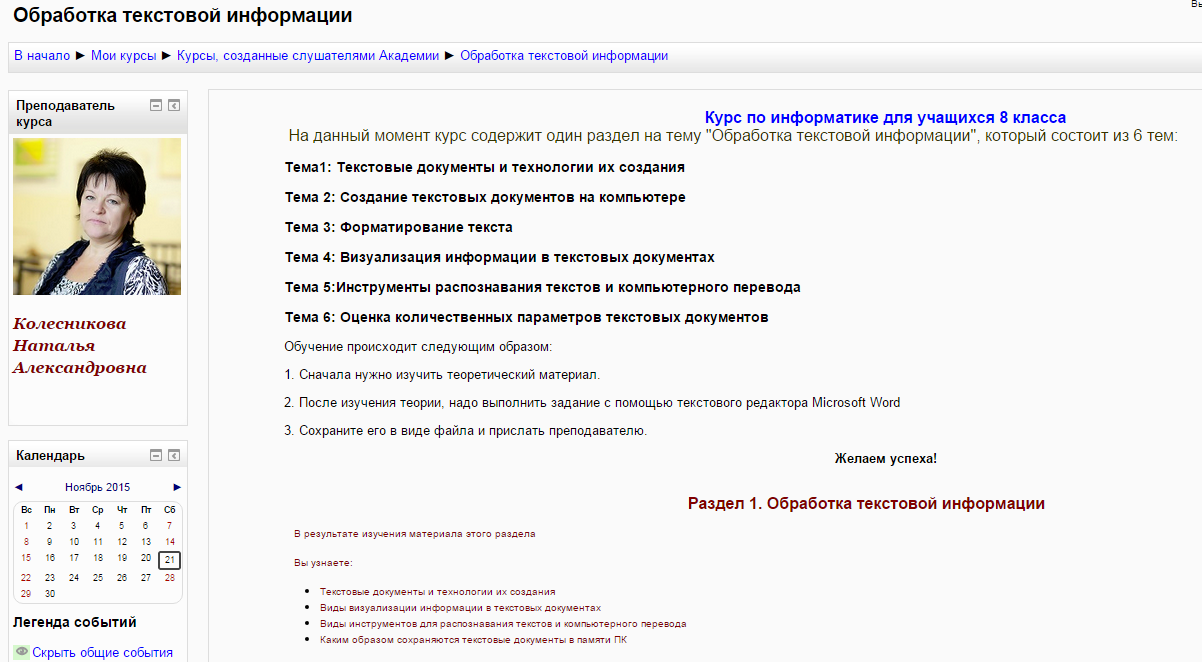 Обработка текстовой информации
Вы
В начало ► Мои курсы ► Курсы, созданные слушателями Академии ► Обработка текстовой информации
Преподаватель
курса
Колесникова
Наталья
Александровна
Календарь
◄ Ноябрь 2015 ►
Вс Пн Вт Ср Чт Пт Сб
1 2 3 4 5 6 7
8 9 10 11 12 13 14
15 16 17 18 19 20 21
22 23 24 25 26 27 28
29 30
Легенда событий
Скрыть общие события
Курс по информатике для учащихся 8 класса
На данный момент курс содержит один раздел на тему "Обработка текстовой информации", который состоит из 6 тем:
Тема1: Текстовые документы и технологии их создания
Тема 2: Создание текстовых документов на компьютере
Тема 3: Форматирование текста
Тема 4: Визуализация информации в текстовых документах
Тема 5:Инструменты распознавания текстов и компьютерного перевода
Тема 6: Оценка количественных параметров текстовых документов
Обучение происходит следующим образом:
1. Сначала нужно изучить теоретический материал.
2. После изучения теории, надо выполнить задание с помощью текстового редактора Microsoft Word
3. Сохраните его в виде файла и прислать преподавателю.
Желаем успеха!
Раздел 1. Обработка текстовой информации
В результате изучения материала этого раздела
Вы узнаете:
• Текстовые документы и технологии их создания
• Виды визуализации информации в текстовых документах
• Виды инструментов для распознавания текстов и компьютерного перевода
• Каким образом сохраняются текстовые документы в памяти ПК